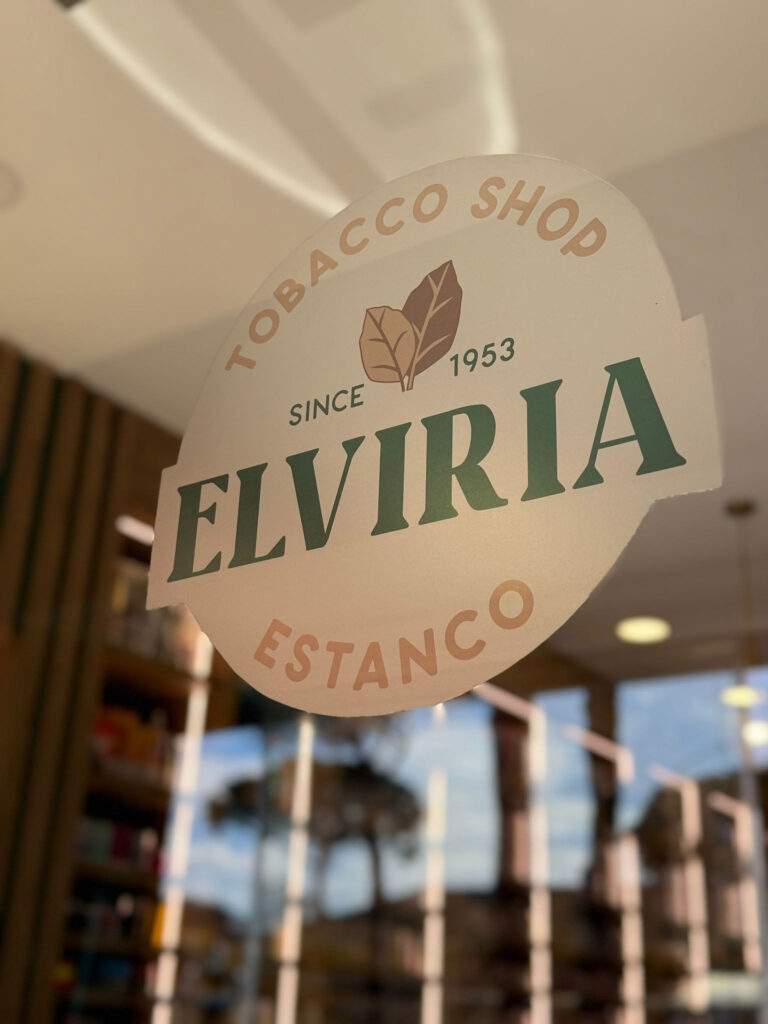 TOBACCO SHOP
SINCE 1953
ELVIRIA
ESTANCO